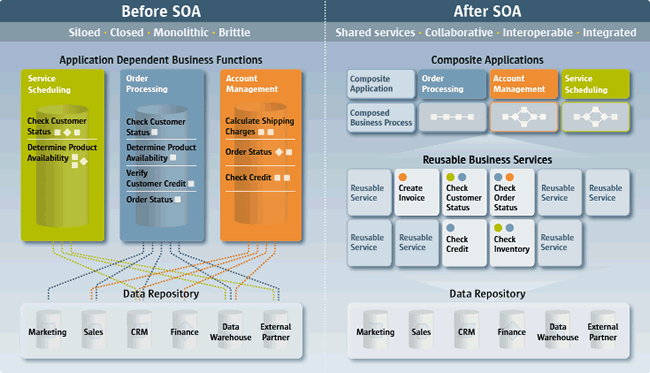 Before SOA
Siloed · Closed · Monolithic · Brittle
Application Dependent Business Functions
Service
Scheduling
Check Customer
Status
Determine Product
Availability
Order
Processing
Check Customer
Status
Determine Product
Availability
Verify
Customer Credit
Order Status
Account
Management
Calculate Shipping
Charges
Order Status
Check Credit
Data Repository
Marketing
Sales
CRM
Finance
Data
Warehouse
External
Partner
After SOA
Shared services · Collaborative · Interoperable · Integrated
Composite Applications
Composite
Application
Order
Processing
Account
Management
Service
Scheduling
Composed
Business Process
Reusable Business Services
Reusable
Service
Create
Invoice
Check
Customer
Status
Check
Order
Status
Reusable
Service
Reusable
Service
Reusable
Service
Reusable
Service
Check
Credit
Check
Inventory
Reusable
Service
Data Repository
Marketing
Sales
CRM
Finance
Data
Warehouse
External
Partner